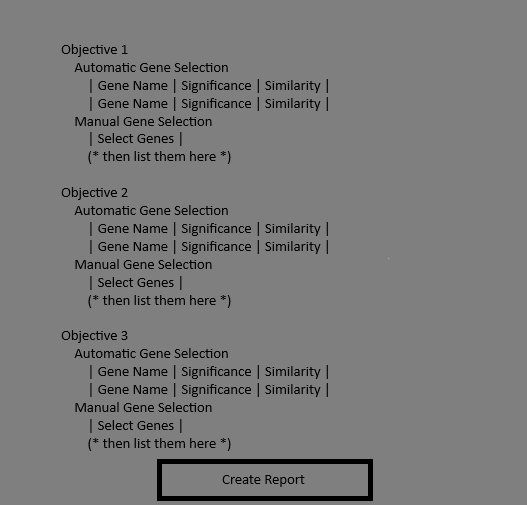 Objective 1
Automatic Gene Selection
| Gene Name | Significance | Similarity |
| Gene Name | Significance | Similarity |
Manual Gene Selection
| Select Genes |
(* then list them here *)
Objective 2
Automatic Gene Selection
| Gene Name | Significance | Similarity |
| Gene Name | Significance | Similarity |
Manual Gene Selection
| Select Genes |
(* then list them here *)
Objective 3
Automatic Gene Selection
| Gene Name | Significance | Similarity |
| Gene Name | Significance | Similarity |
Manual Gene Selection
| Select Genes |
(* then list them here *)
Create Report